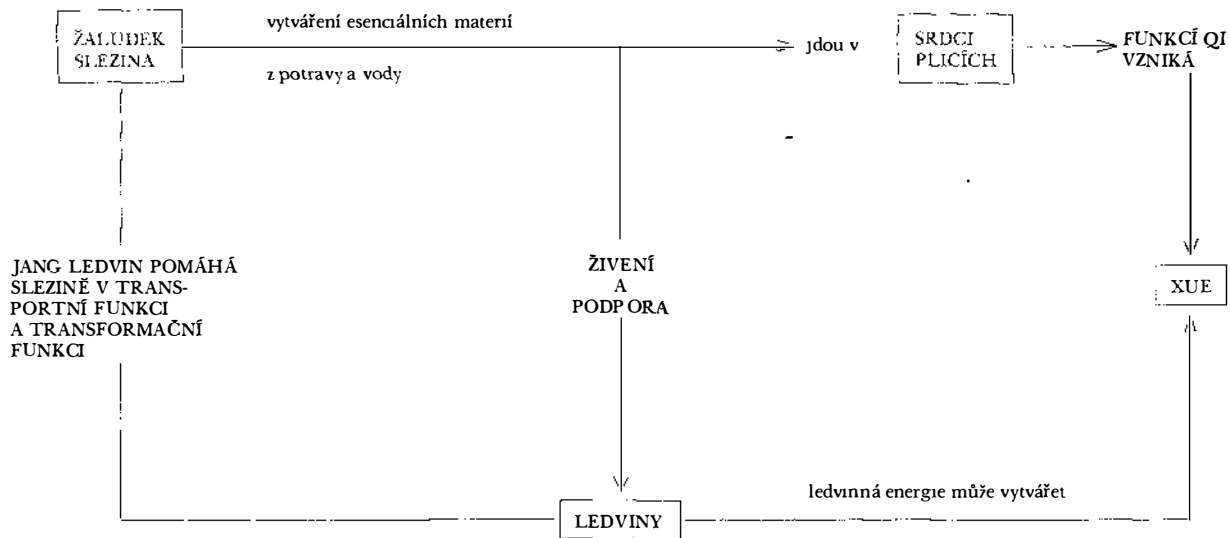 ŽALUDEK
SLEZINA
vytváření esenciálních materií
z potravy a vody
jdou v
SRDCI
PLICÍCH
FUNKCÍ QI
VZNIKÁ
JANG LEDVIN POMÁHÁ
SLEZINĚ V TRANS-
PORTNÍ FUNKCI
A TRANSFORMAČNÍ
FUNKCI
ŽIVENÍ
A
PODPORA
XUE
ledvinná energie může vytvářet
LEDVINY